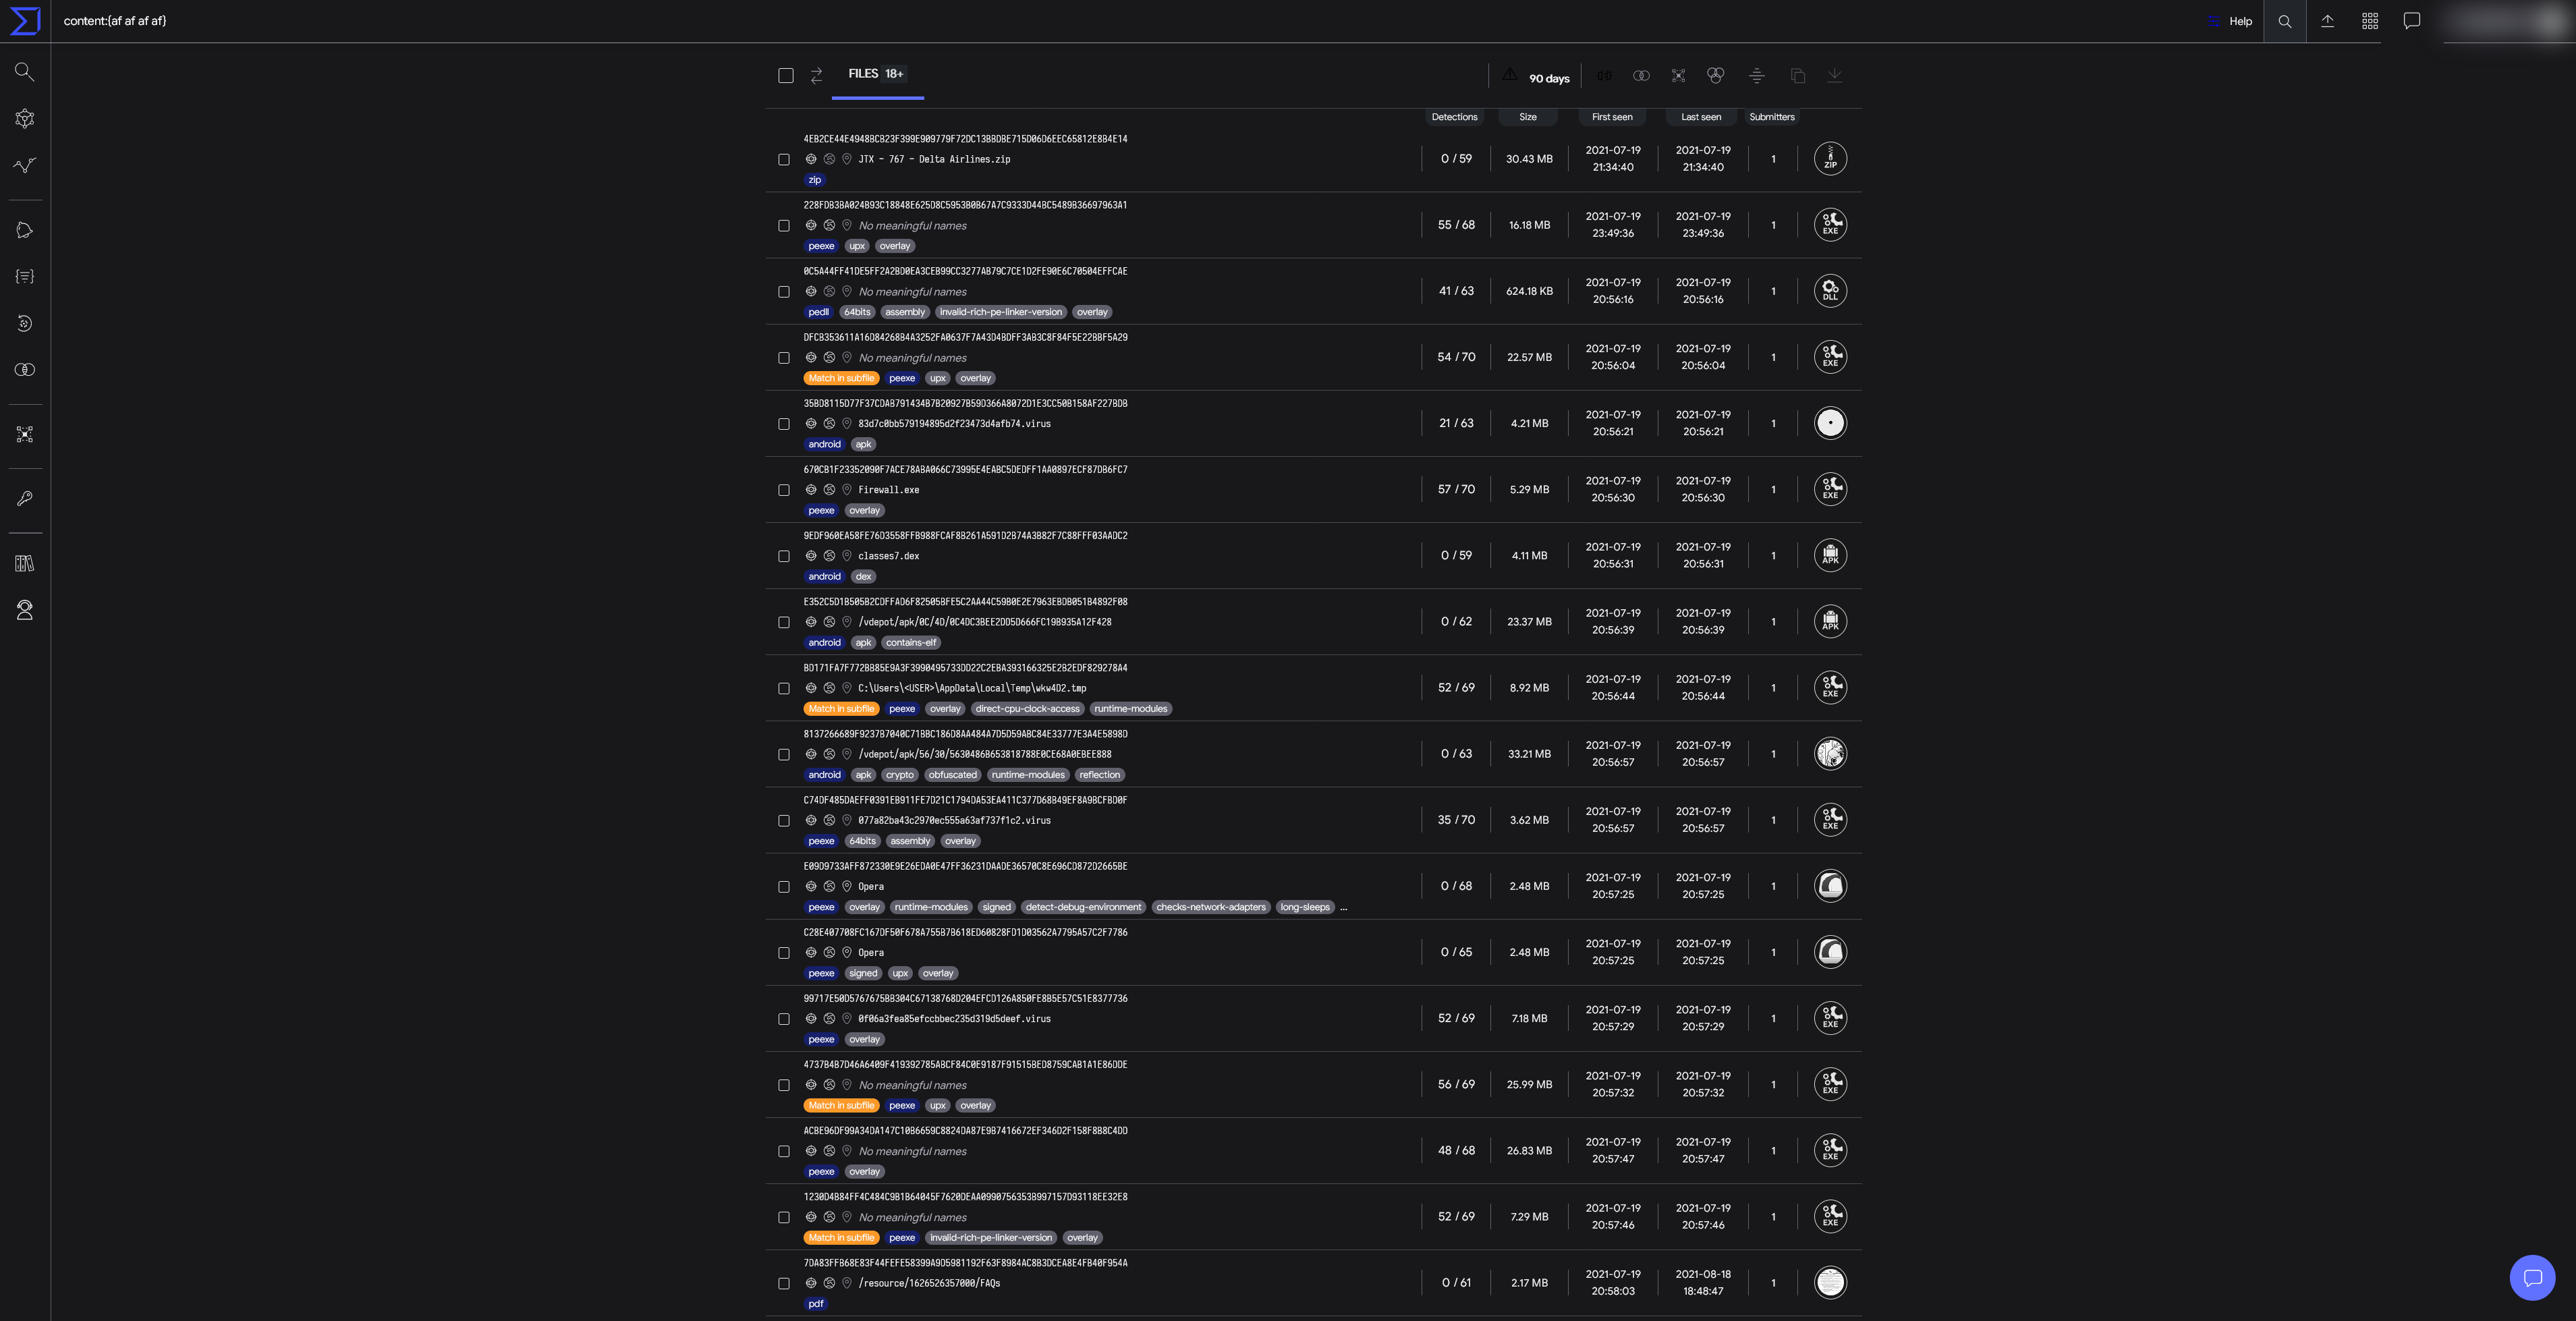 content:{af af af af}
Help
FILES 18+
90 days
Detections Size First seen Last seen Submitters
4EB2CE44E4948BCB23F399E909779F72DC13BBDBE715D06D6EEC65812E8B4E14
JTX - 767 - Delta Airlines.zip
zip
0 / 59 30.43 MB 2021-07-19 21:34:40 2021-07-19 21:34:40 1 ZIP
228FDB3BA024B93C18848E625D8C5953B0B67A7C9333D44BC5489B36697963A1
No meaningful names
peexe upx overlay
55 / 68 16.18 MB 2021-07-19 23:49:36 2021-07-19 23:49:36 1 EXE
0C5A44FF41DE5FF2A2BD0EA3CEB99CC3277AB79C7CE1D2FE90E6C70504EFFCAE
No meaningful names
pedll 64bits assembly invalid-rich-pe-linker-version overlay
41 / 63 624.18 KB 2021-07-19 20:56:16 2021-07-19 20:56:16 1 DLL
DFCB353611A16D84268B4A3252FA0637F7A43D4BDFF3AB3C8F84F5E22BBF5A29
No meaningful names
Match in subfile peexe upx overlay
54 / 70 22.57 MB 2021-07-19 20:56:04 2021-07-19 20:56:04 1 EXE
35BD8115D77F37CDAB791434B7B20927B59D366A8072D1E3CC50B158AF227BDB
83d7c0bb579194895d2f23473d4afb74.virus
android apk
21 / 63 4.21 MB 2021-07-19 20:56:21 2021-07-19 20:56:21 1
670CB1F23352090F7ACE78ABA066C73995E4EABC5DEDFF1AA0897ECF87DB6FC7
Firewall.exe
peexe overlay
57 / 70 5.29 MB 2021-07-19 20:56:30 2021-07-19 20:56:30 1 EXE
9EDF960EA58FE76D3558FFB988FCAF8B261A591D2B74A3B82F7C88FFF03AADC2
classes7.dex
android dex
0 / 59 4.11 MB 2021-07-19 20:56:31 2021-07-19 20:56:31 1 APK
E352C5D1B505B2CDFFAD6F82505BFE5C2AA44C59B0E2E7963EBDB051B4892F08
/vdepot/apk/0C/4D/0C4DC3BEE2DD5D666FC19B935A12F428
android apk contains-elf
0 / 62 23.37 MB 2021-07-19 20:56:39 2021-07-19 20:56:39 1 APK
BD171FA7F772BB85E9A3F3990495733DD22C2EBA393166325E2B2EDF829278A4
C:\Users\<USER>\AppData\Local\Temp\wkw4D2.tmp
Match in subfile peexe overlay direct-cpu-clock-access runtime-modules
52 / 69 8.92 MB 2021-07-19 20:56:44 2021-07-19 20:56:44 1 EXE
8137266689F9237B7040C71BBC186D8AA484A7D5D59ABC84E33777E3A4E5898D
/vdepot/apk/56/30/5630486B653818788E0CE68A0EBEE888
android apk crypto obfuscated runtime-modules reflection
0 / 63 33.21 MB 2021-07-19 20:56:57 2021-07-19 20:56:57 1
C74DF485DAEFF0391EB911FE7D21C1794DA53EA411C377D68B49EF8A9BCFBD0F
077a82ba43c2970ec555a63af737f1c2.virus
peexe 64bits assembly overlay
35 / 70 3.62 MB 2021-07-19 20:56:57 2021-07-19 20:56:57 1 EXE
E09D9733AFF872330E9E26EDA0E47FF36231DAADE36570C8E696CD872D2665BE
Opera
peexe overlay runtime-modules signed detect-debug-environment checks-network-adapters long-sleeps ...
0 / 68 2.48 MB 2021-07-19 20:57:25 2021-07-19 20:57:25 1
C28E407708FC167DF50F678A755B7B618ED60828FD1D03562A7795A57C2F7786
Opera
peexe signed upx overlay
0 / 65 2.48 MB 2021-07-19 20:57:25 2021-07-19 20:57:25 1
99717E50D5767675BB304C67138768D204EFCD126A850FE8B5E57C51E8377736
0f06a3fea85efccbbec235d319d5deef.virus
peexe overlay
52 / 69 7.18 MB 2021-07-19 20:57:29 2021-07-19 20:57:29 1 EXE
4737B4B7D46A6409F419392785ABCF84C0E9187F91515BED8759CAB1A1E86DDE
No meaningful names
Match in subfile peexe upx overlay
56 / 69 25.99 MB 2021-07-19 20:57:32 2021-07-19 20:57:32 1 EXE
ACBE96DF99A34DA147C10B6659C8824DA87E9B7416672EF346D2F158F8B8C4DD
No meaningful names
peexe overlay
48 / 68 26.83 MB 2021-07-19 20:57:47 2021-07-19 20:57:47 1 EXE
1230D4B84FF4C484C9B1B64045F7620DEAA0990756353B997157D93118EE32E8
No meaningful names
Match in subfile peexe invalid-rich-pe-linker-version overlay
52 / 69 7.29 MB 2021-07-19 20:57:46 2021-07-19 20:57:46 1 EXE
7DA83FFB68E83F44FEFE58399A9D5981192F63F8984AC8B3DCEA8E4FB40F954A
/resource/1626526357000/FAQs
pdf
0 / 61 2.17 MB 2021-07-19 20:58:03 2021-08-18 18:48:47 1